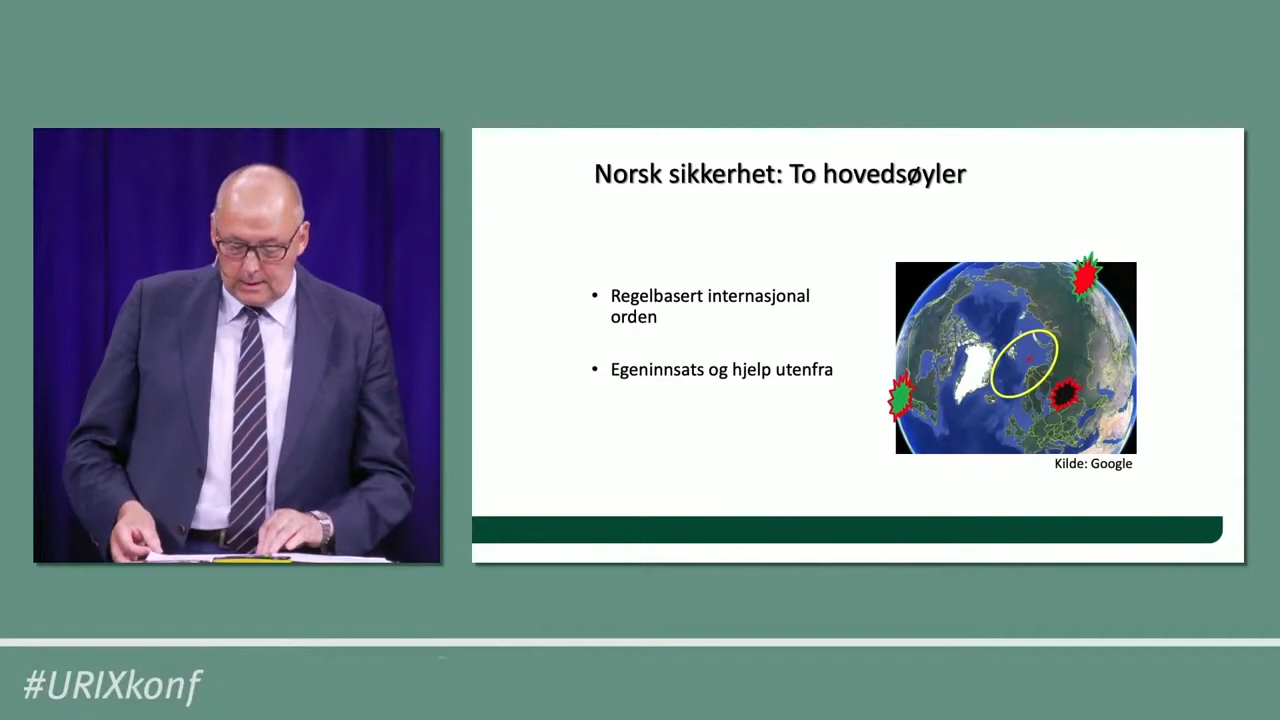 Norsk sikkerhet: To hovedsøyler
• Regelbasert internasjonal
orden
• Egeninnsats og hjelp utenfra
Kilde: Google
#URIXkonf